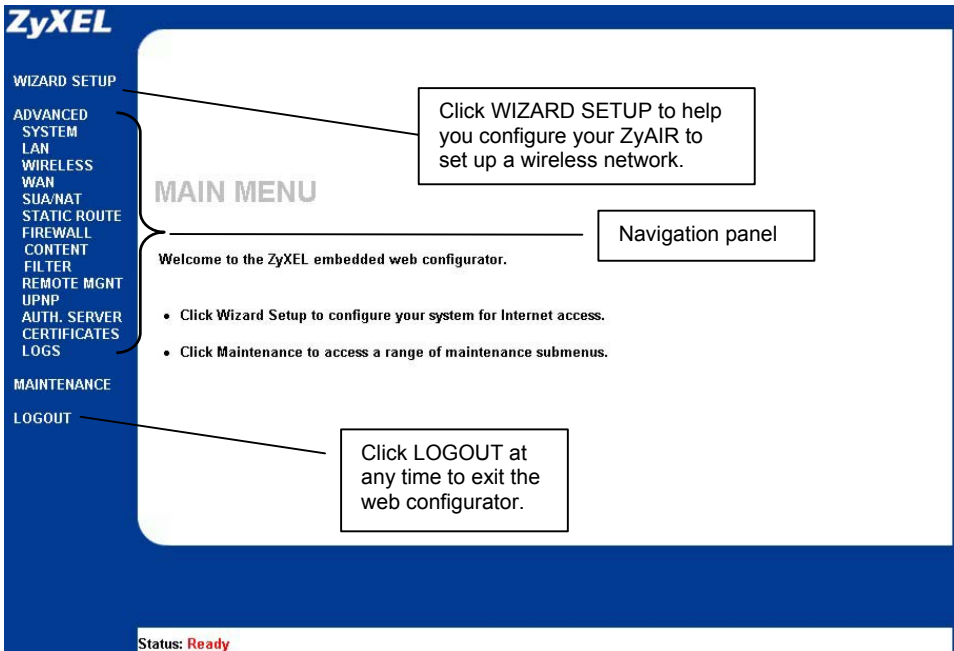 ZyXEL
WIZARD SETUP
ADVANCED
SYSTEM
LAN
WIRELESS
WAN
SUA/NAT
STATIC ROUTE
FIREWALL
CONTENT
FILTER
REMOTE MGNT
UPNP
AUTH. SERVER
CERTIFICATES
LOGS
MAINTENANCE
LOGOUT
Click WIZARD SETUP to help
you configure your ZyAIR to
set up a wireless network.
MAIN MENU
Navigation panel
Welcome to the ZyXEL embedded web configurator.
• Click Wizard Setup to configure your system for Internet access.
• Click Maintenance to access a range of maintenance submenus.
Click LOGOUT at
any time to exit the
web configurator.
Status: Ready